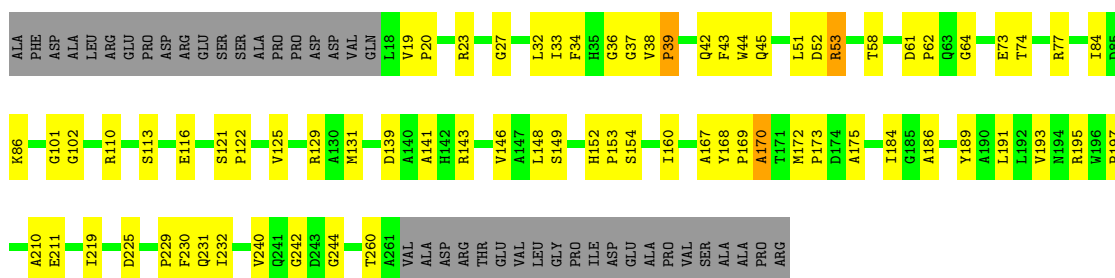 ALA PHE ASP ALA LEU ARG GLU PRO ASP ARG GLU SER SER ALA PRO PRO ASP ASP VAL GLN L18 V19 P20 R23 G27 L32 I33 F34 H35 G36 G37 V38 P39 Q42 F43 W44 Q45 L51 D52 R53 T58 D61 P62 Q63 G64 E73 T74 R77 I84 D85
K86 G101 G102 R110 S113 E116 S121 P122 V125 R129 A130 M131 D139 A140 A141 H142 R143 V146 A147 L148 S149 H152 P153 S154 I160 A167 Y168 P169 A170 T171 M172 P173 D174 A175 I184 G185 A186 Y189 A190 L191 L192 V193 N194 R195 W196
A210 E211 I219 D225 P229 F230 Q231 I232 V240 Q241 G242 D243 G244 T260 A261 VAL ALA ASP ARG THR GLU VAL LEU GLY PRO ILE ASP GLU ALA PRO VAL SER ALA ALA PRO ARG